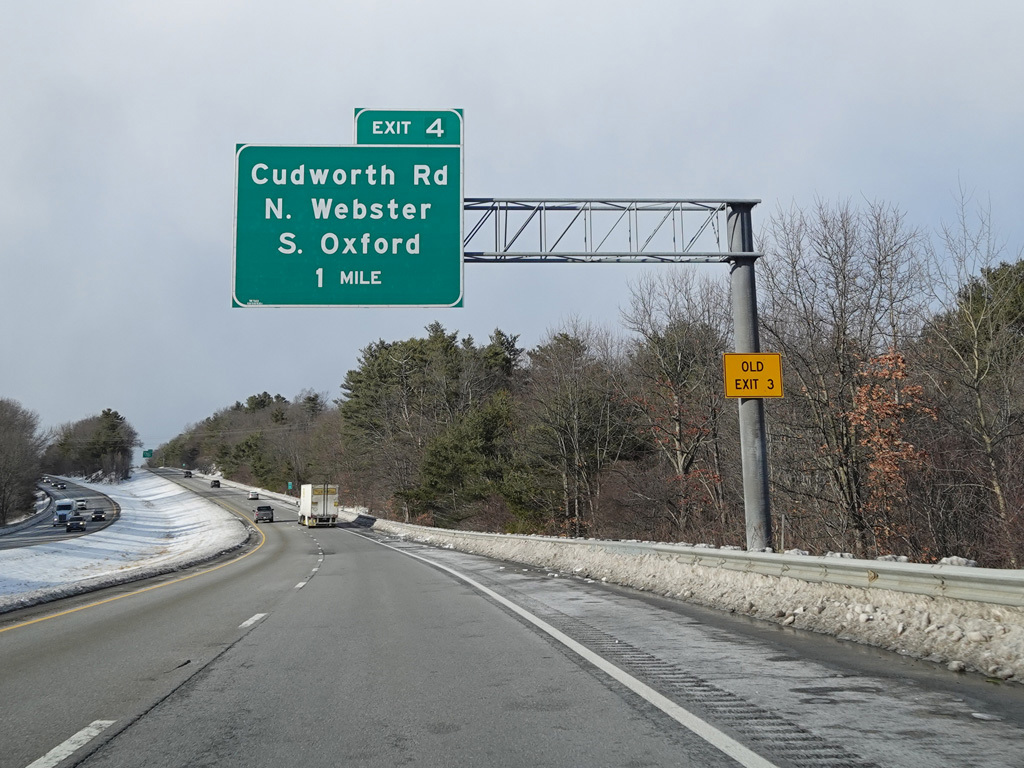 EXIT 4
Cudworth Rd
N. Webster
S. Oxford
1 MILE
OLD
EXIT 3